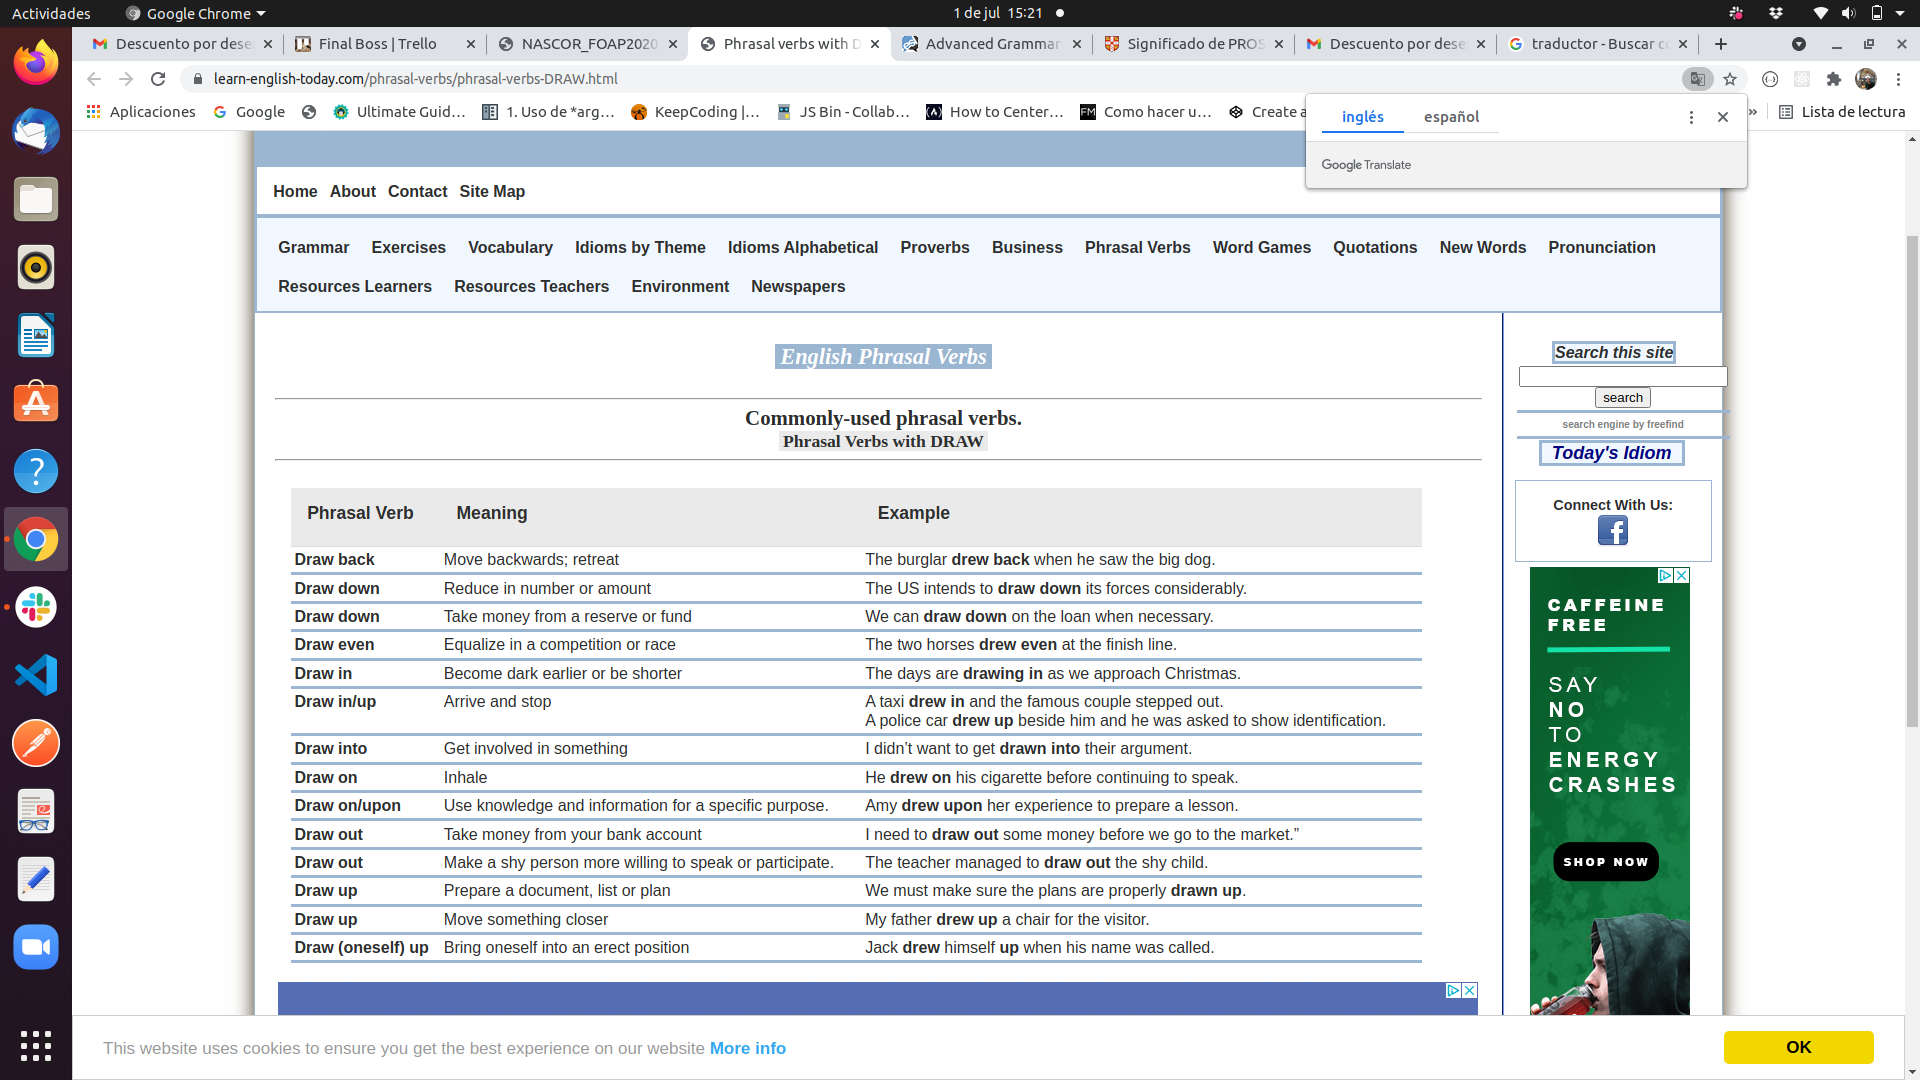 Actividades Google Chrome 1 de jul 15:21
Descuento por dese Final Boss | Trello NASCOR_FOAP2020 Phrasal verbs with D Advanced Grammar Significado de PROS Descuento por dese traductor - Buscar co
learn-english-today.com/phrasal-verbs/phrasal-verbs-DRAW.html
Aplicaciones Google Ultimate Guid... 1. Uso de *arg... KeepCoding |... JS Bin - Collab... How to Center... Como hacer u... Create a » Lista de lectura
inglés español
Google Translate
Home About Contact Site Map
Grammar Exercises Vocabulary Idioms by Theme Idioms Alphabetical Proverbs Business Phrasal Verbs Word Games Quotations New Words Pronunciation
Resources Learners Resources Teachers Environment Newspapers
English Phrasal Verbs
Commonly-used phrasal verbs.
Phrasal Verbs with DRAW
Phrasal Verb Meaning Example
Draw back Move backwards; retreat The burglar drew back when he saw the big dog.
Draw down Reduce in number or amount The US intends to draw down its forces considerably.
Draw down Take money from a reserve or fund We can draw down on the loan when necessary.
Draw even Equalize in a competition or race The two horses drew even at the finish line.
Draw in Become dark earlier or be shorter The days are drawing in as we approach Christmas.
Draw in/up Arrive and stop A taxi drew in and the famous couple stepped out.
A police car drew up beside him and he was asked to show identification.
Draw into Get involved in something I didn’t want to get drawn into their argument.
Draw on Inhale He drew on his cigarette before continuing to speak.
Draw on/upon Use knowledge and information for a specific purpose. Amy drew upon her experience to prepare a lesson.
Draw out Take money from your bank account I need to draw out some money before we go to the market.”
Draw out Make a shy person more willing to speak or participate. The teacher managed to draw out the shy child.
Draw up Prepare a document, list or plan We must make sure the plans are properly drawn up.
Draw up Move something closer My father drew up a chair for the visitor.
Draw (oneself) up Bring oneself into an erect position Jack drew himself up when his name was called.
Search this site
search
search engine by freefind
Today's Idiom
Connect With Us:
CAFFEINE
FREE
SAY
NO
TO
ENERGY
CRASHES
SHOP NOW
This website uses cookies to ensure you get the best experience on our website More info
OK